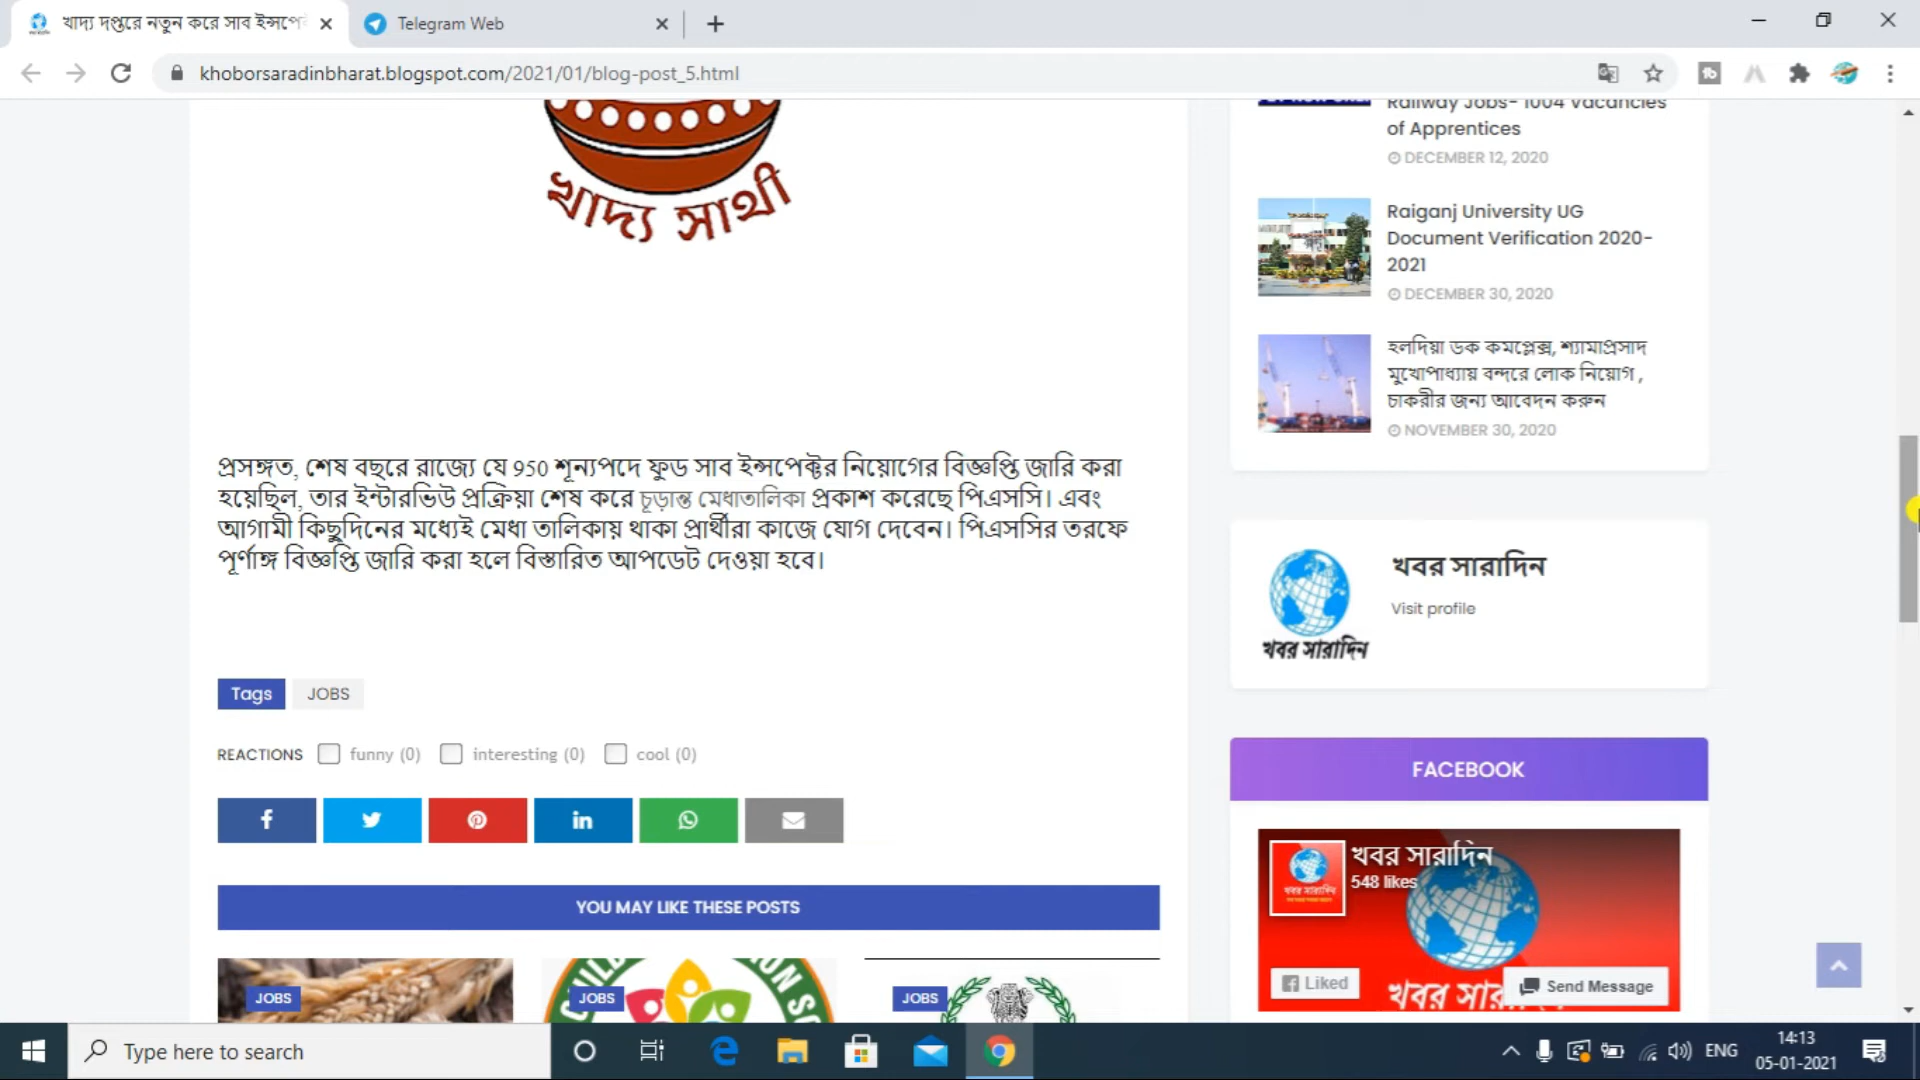 খাদ্য দপ্তরে নতুন করে সাব ইন্সপে
Telegram Web
khoborsaradinbharat.blogspot.com/2021/01/blog-post_5.html
খাদ্য সাথী
Railway Jobs- 1004 Vacancies
of Apprentices
DECEMBER 12, 2020
Raiganj University UG
Document Verification 2020-
2021
DECEMBER 30, 2020
হলদিয়া ডক কমপ্লেক্স, শ্যামাপ্রসাদ
মুখোপাধ্যায় বন্দরে লোক নিয়োগ ,
চাকরীর জন্য আবেদন করুন
NOVEMBER 30, 2020
প্রসঙ্গত, শেষ বছরে রাজ্যে যে 950 শূন্যপদে ফুড সাব ইন্সপেক্টর নিয়োগের বিজ্ঞপ্তি জারি করা
হয়েছিল, তার ইন্টারভিউ প্রক্রিয়া শেষ করে চূড়ান্ত মেধাতালিকা প্রকাশ করেছে পিএসসি। এবং
আগামী কিছুদিনের মধ্যেই মেধা তালিকায় থাকা প্রার্থীরা কাজে যোগ দেবেন। পিএসসির তরফে
পূর্ণাঙ্গ বিজ্ঞপ্তি জারি করা হলে বিস্তারিত আপডেট দেওয়া হবে।
খবর সারাদিন
Visit profile
খবর সারাদিন
Tags JOBS
REACTIONS funny (0) interesting (0) cool (0)
FACEBOOK
খবর সারাদিন
548 likes
Liked
Send Message
YOU MAY LIKE THESE POSTS
JOBS
JOBS
JOBS
Type here to search
ENG
14:13
05-01-2021